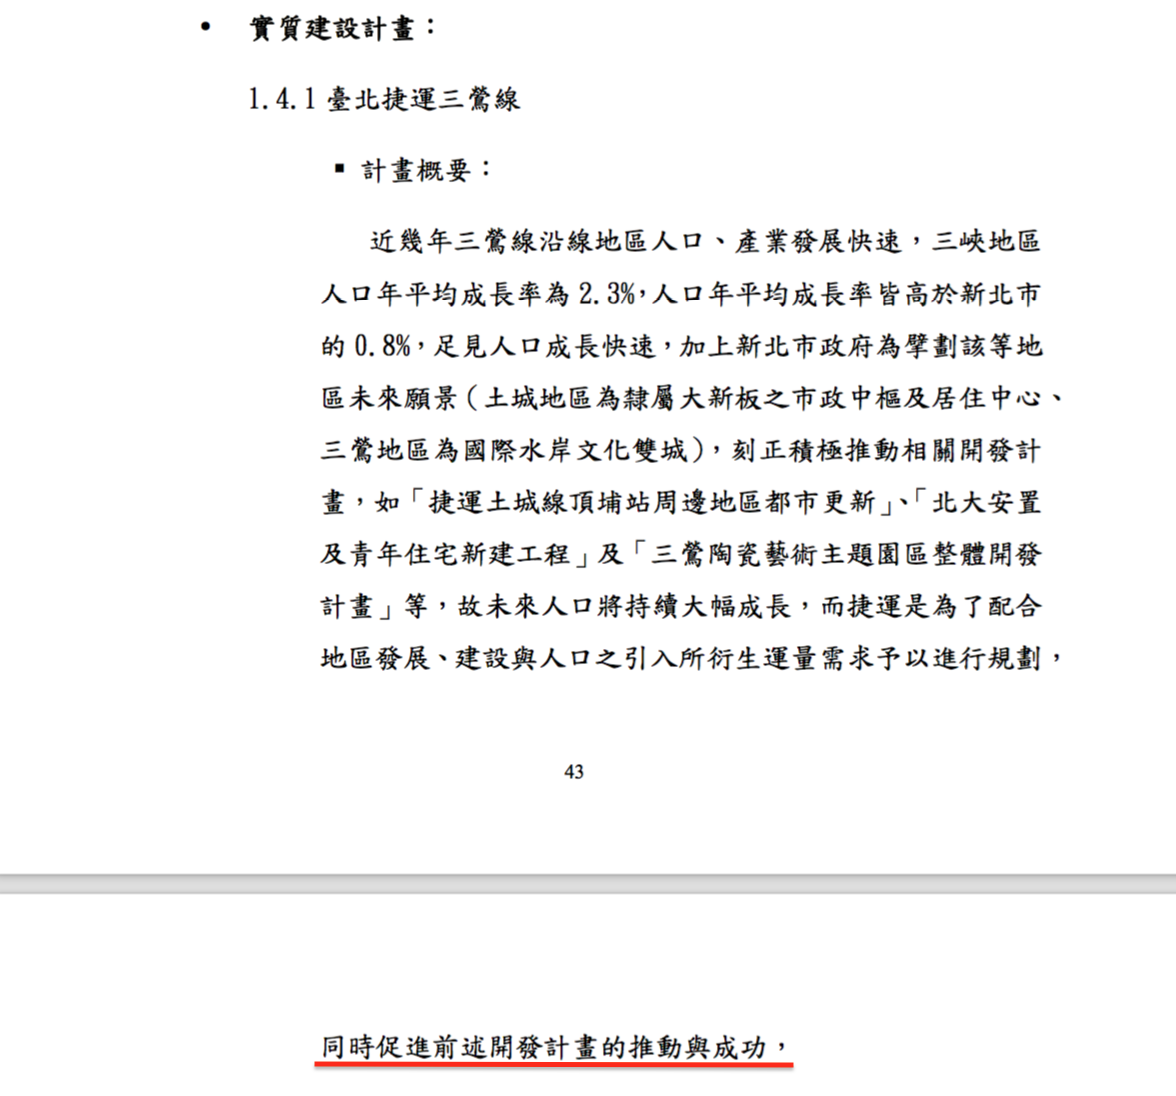 • 實質建設計畫：
1.4.1 臺北捷運三鶯線
▪ 計畫概要：
近幾年三鶯線沿線地區人口、產業發展快速，三峽地區
人口年平均成長率為 2.3%，人口年平均成長率皆高於新北市
的 0.8%，足見人口成長快速，加上新北市政府為擘劃該等地
區未來願景（土城地區為隸屬大新板之市政中樞及居住中心、
三鶯地區為國際水岸文化雙城），刻正積極推動相關開發計
畫，如「捷運土城線頂埔站周邊地區都市更新」、「北大安置
及青年住宅新建工程」及「三鶯陶瓷藝術主題園區整體開發
計畫」等，故未來人口將持續大幅成長，而捷運是為了配合
地區發展、建設與人口之引入所衍生運量需求予以進行規劃，
43
同時促進前述開發計畫的推動與成功，